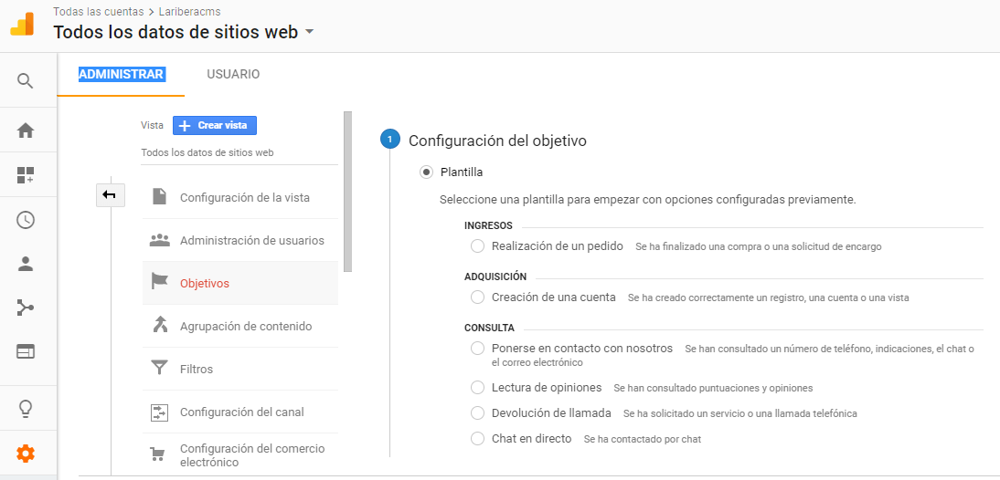 Todas las cuentas > Lariberacms
Todos los datos de sitios web
ADMINISTRAR
USUARIO
Vista
+ Crear vista
Todos los datos de sitios web
Configuración de la vista
Administración de usuarios
Objetivos
Agrupación de contenido
Filtros
Configuración del canal
Configuración del comercio
electrónico
1 Configuración del objetivo
Plantilla
Seleccione una plantilla para empezar con opciones configuradas previamente.
INGRESOS
Realización de un pedido Se ha finalizado una compra o una solicitud de encargo
ADQUISICIÓN
Creación de una cuenta Se ha creado correctamente un registro, una cuenta o una vista
CONSULTA
Ponerse en contacto con nosotros Se han consultado un número de teléfono, indicaciones, el chat o
el correo electrónico
Lectura de opiniones Se han consultado puntuaciones y opiniones
Devolución de llamada Se ha solicitado un servicio o una llamada telefónica
Chat en directo Se ha contactado por chat